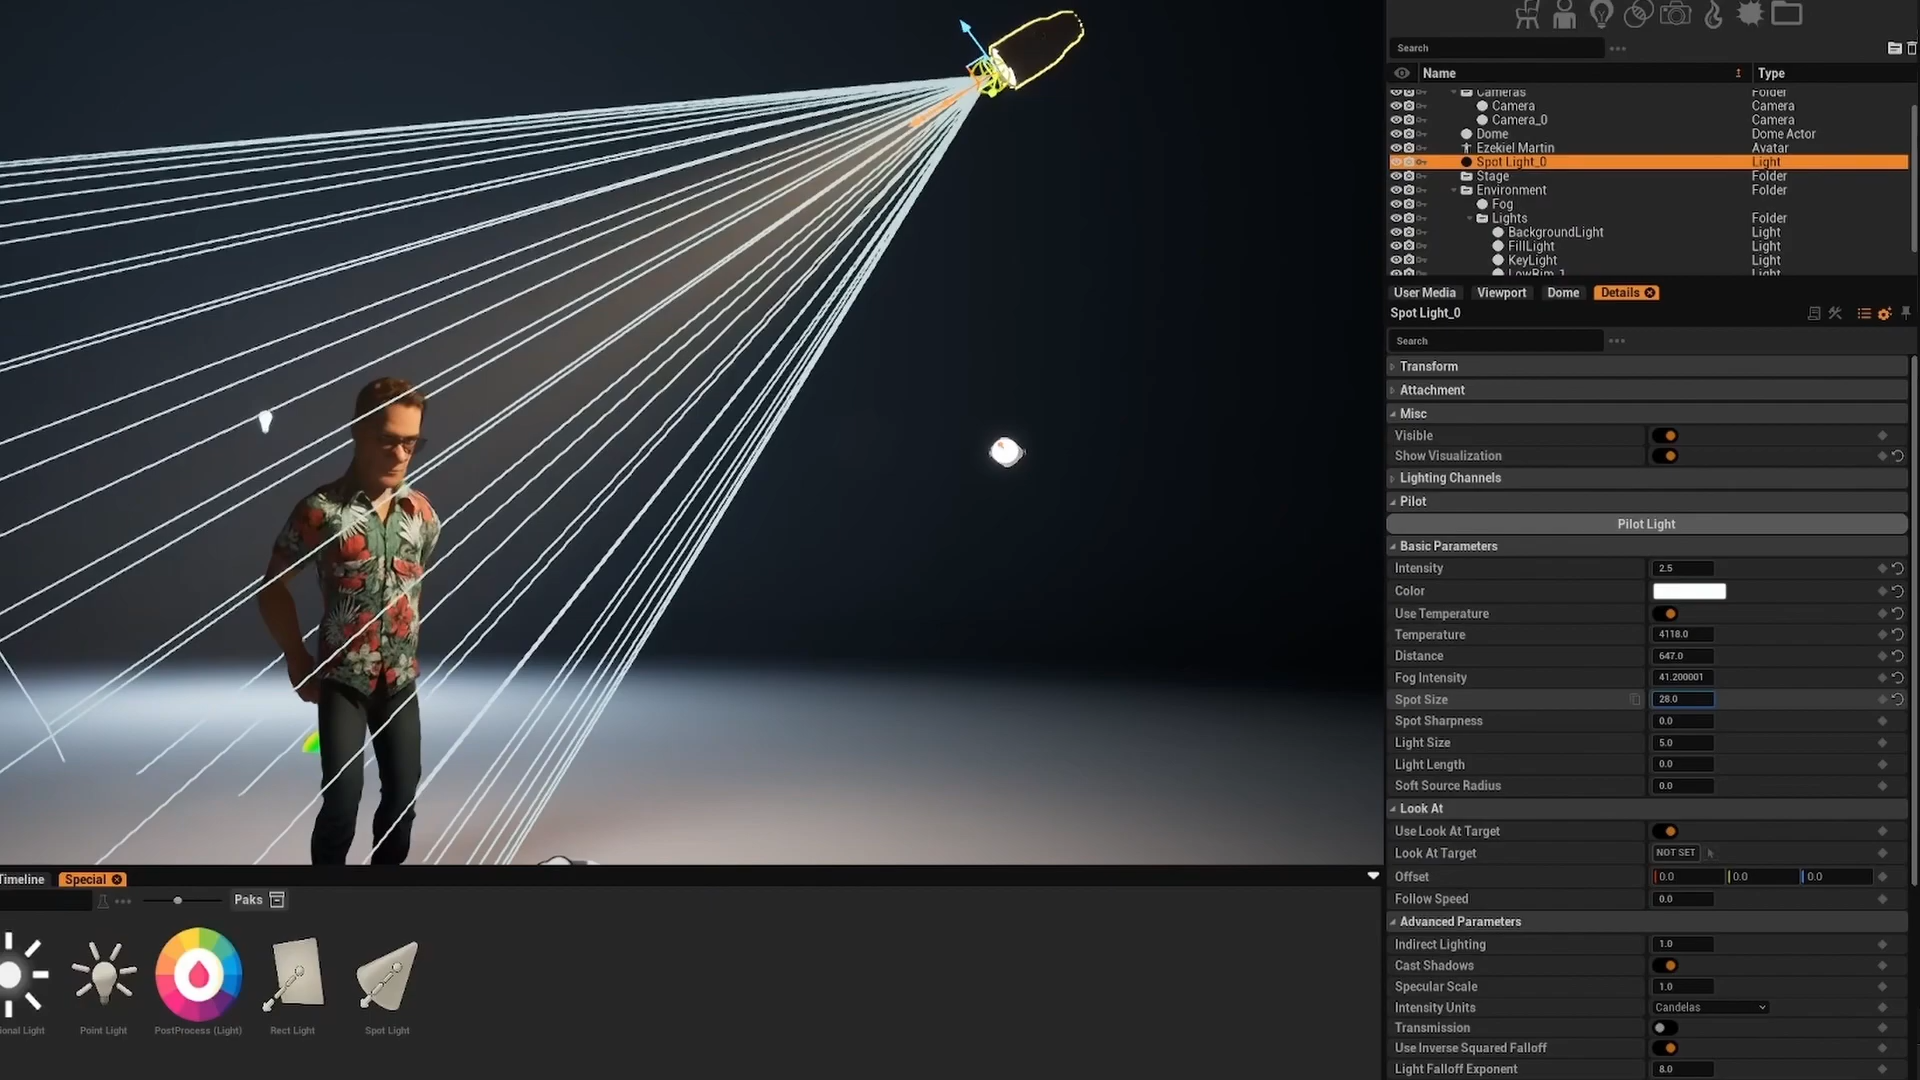 Search
Name Type
Cameras Folder
Camera Camera
Camera_0 Camera
Dome Dome Actor
Ezekiel Martin Avatar
Spot Light_0 Light
Stage Folder
Environment Folder
Fog
Lights Folder
BackgroundLight Light
FillLight Light
KeyLight Light
LowRim_1 Light
User Media Viewport Dome Details
Spot Light_0
Search
Transform
Attachment
Misc
Visible
Show Visualization
Lighting Channels
Pilot
Pilot Light
Basic Parameters
Intensity 2.5
Color
Use Temperature
Temperature 4118.0
Distance 647.0
Fog Intensity 41.200001
Spot Size 28.0
Spot Sharpness 0.0
Light Size 5.0
Light Length 0.0
Soft Source Radius 0.0
Look At
Use Look At Target
Look At Target NOT SET
Offset 0.0 0.0 0.0
Follow Speed 0.0
Advanced Parameters
Indirect Lighting 1.0
Cast Shadows
Specular Scale 1.0
Intensity Units Candelas
Transmission
Use Inverse Squared Falloff
Light Falloff Exponent 8.0
Timeline Special
Paks
ional Light Point Light PostProcess (Light) Rect Light Spot Light